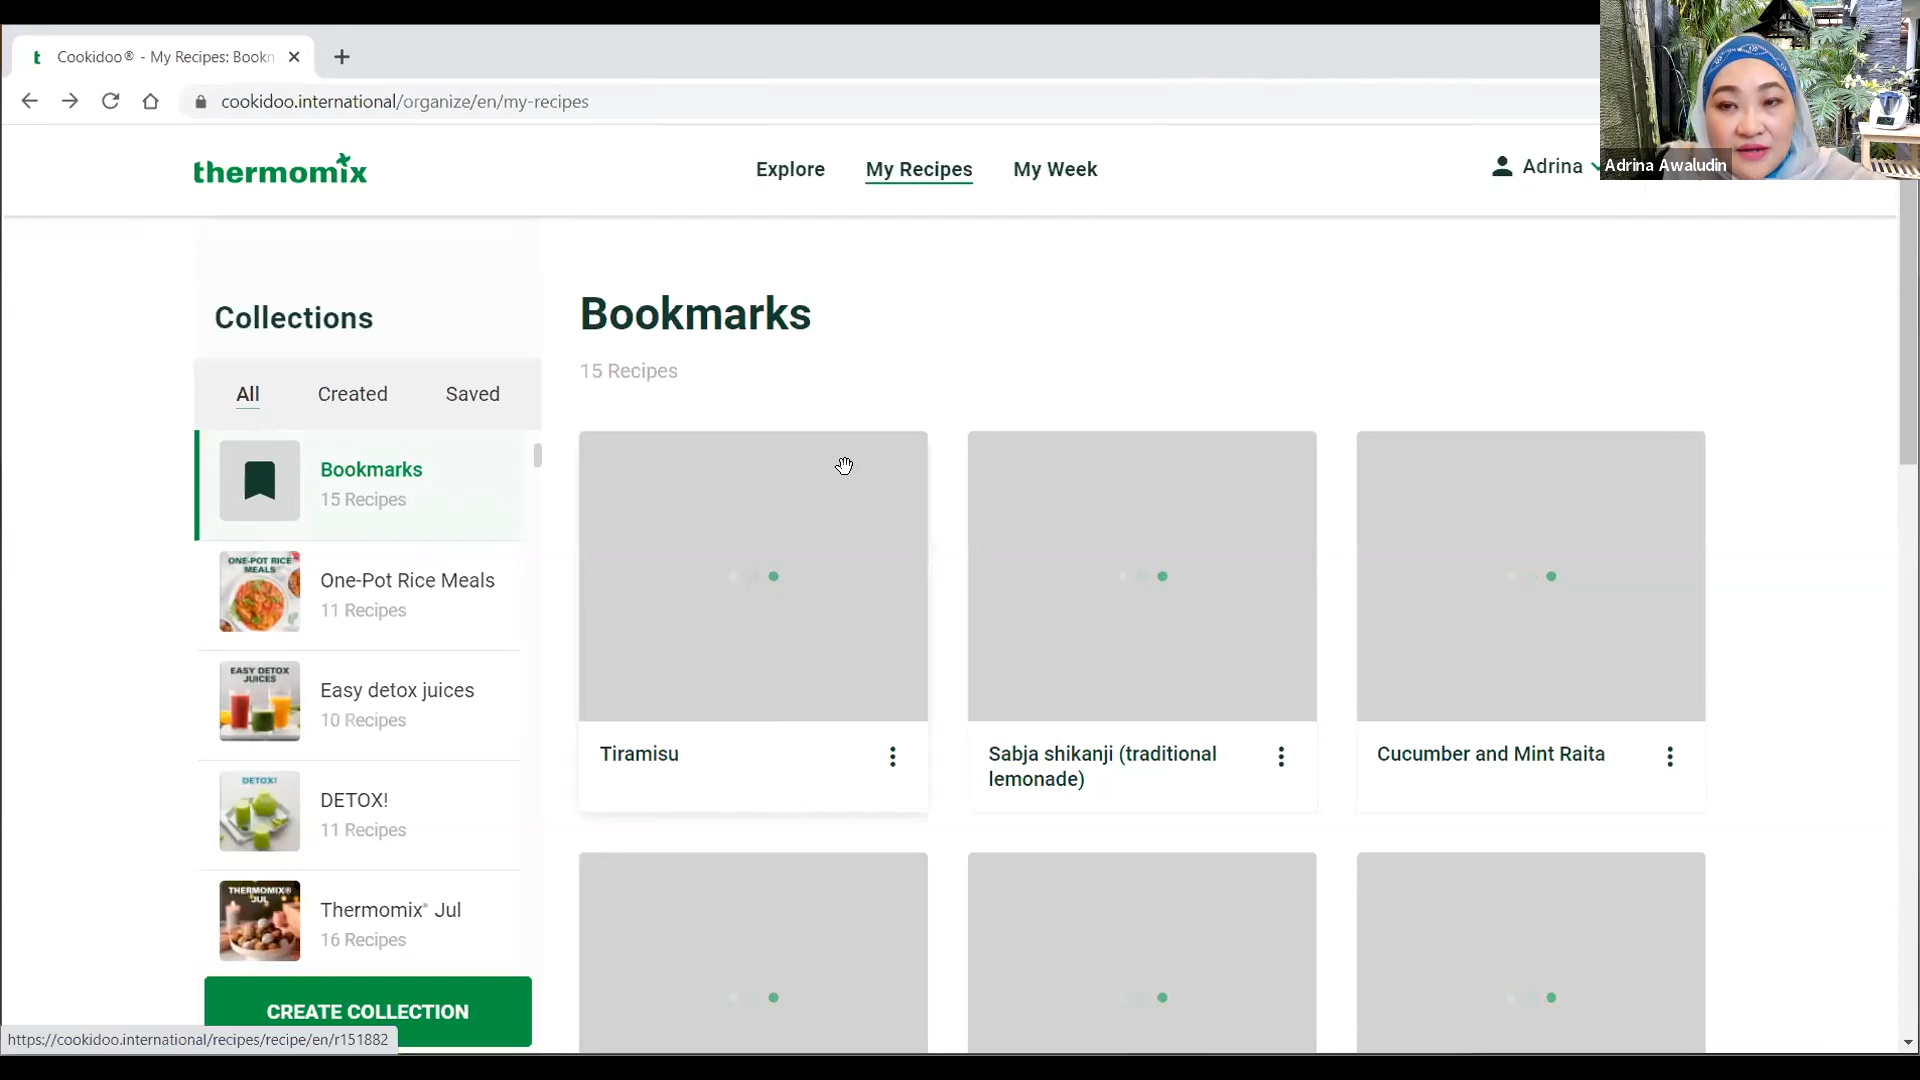 Cookidoo® - My Recipes: Bookn
cookidoo.international/organize/en/my-recipes
thermomix
Explore
My Recipes
My Week
Adrina
Adrina Awaludin
Collections
All
Created
Saved
Bookmarks
15 Recipes
ONE-POT RICE
MEALS
One-Pot Rice Meals
11 Recipes
EASY DETOX
JUICES
Easy detox juices
10 Recipes
DETOX!
DETOX!
11 Recipes
THERMOMIX®
JUL
Thermomix® Jul
16 Recipes
CREATE COLLECTION
https://cookidoo.international/recipes/recipe/en/r151882
Bookmarks
15 Recipes
Tiramisu
Sabja shikanji (traditional
lemonade)
Cucumber and Mint Raita